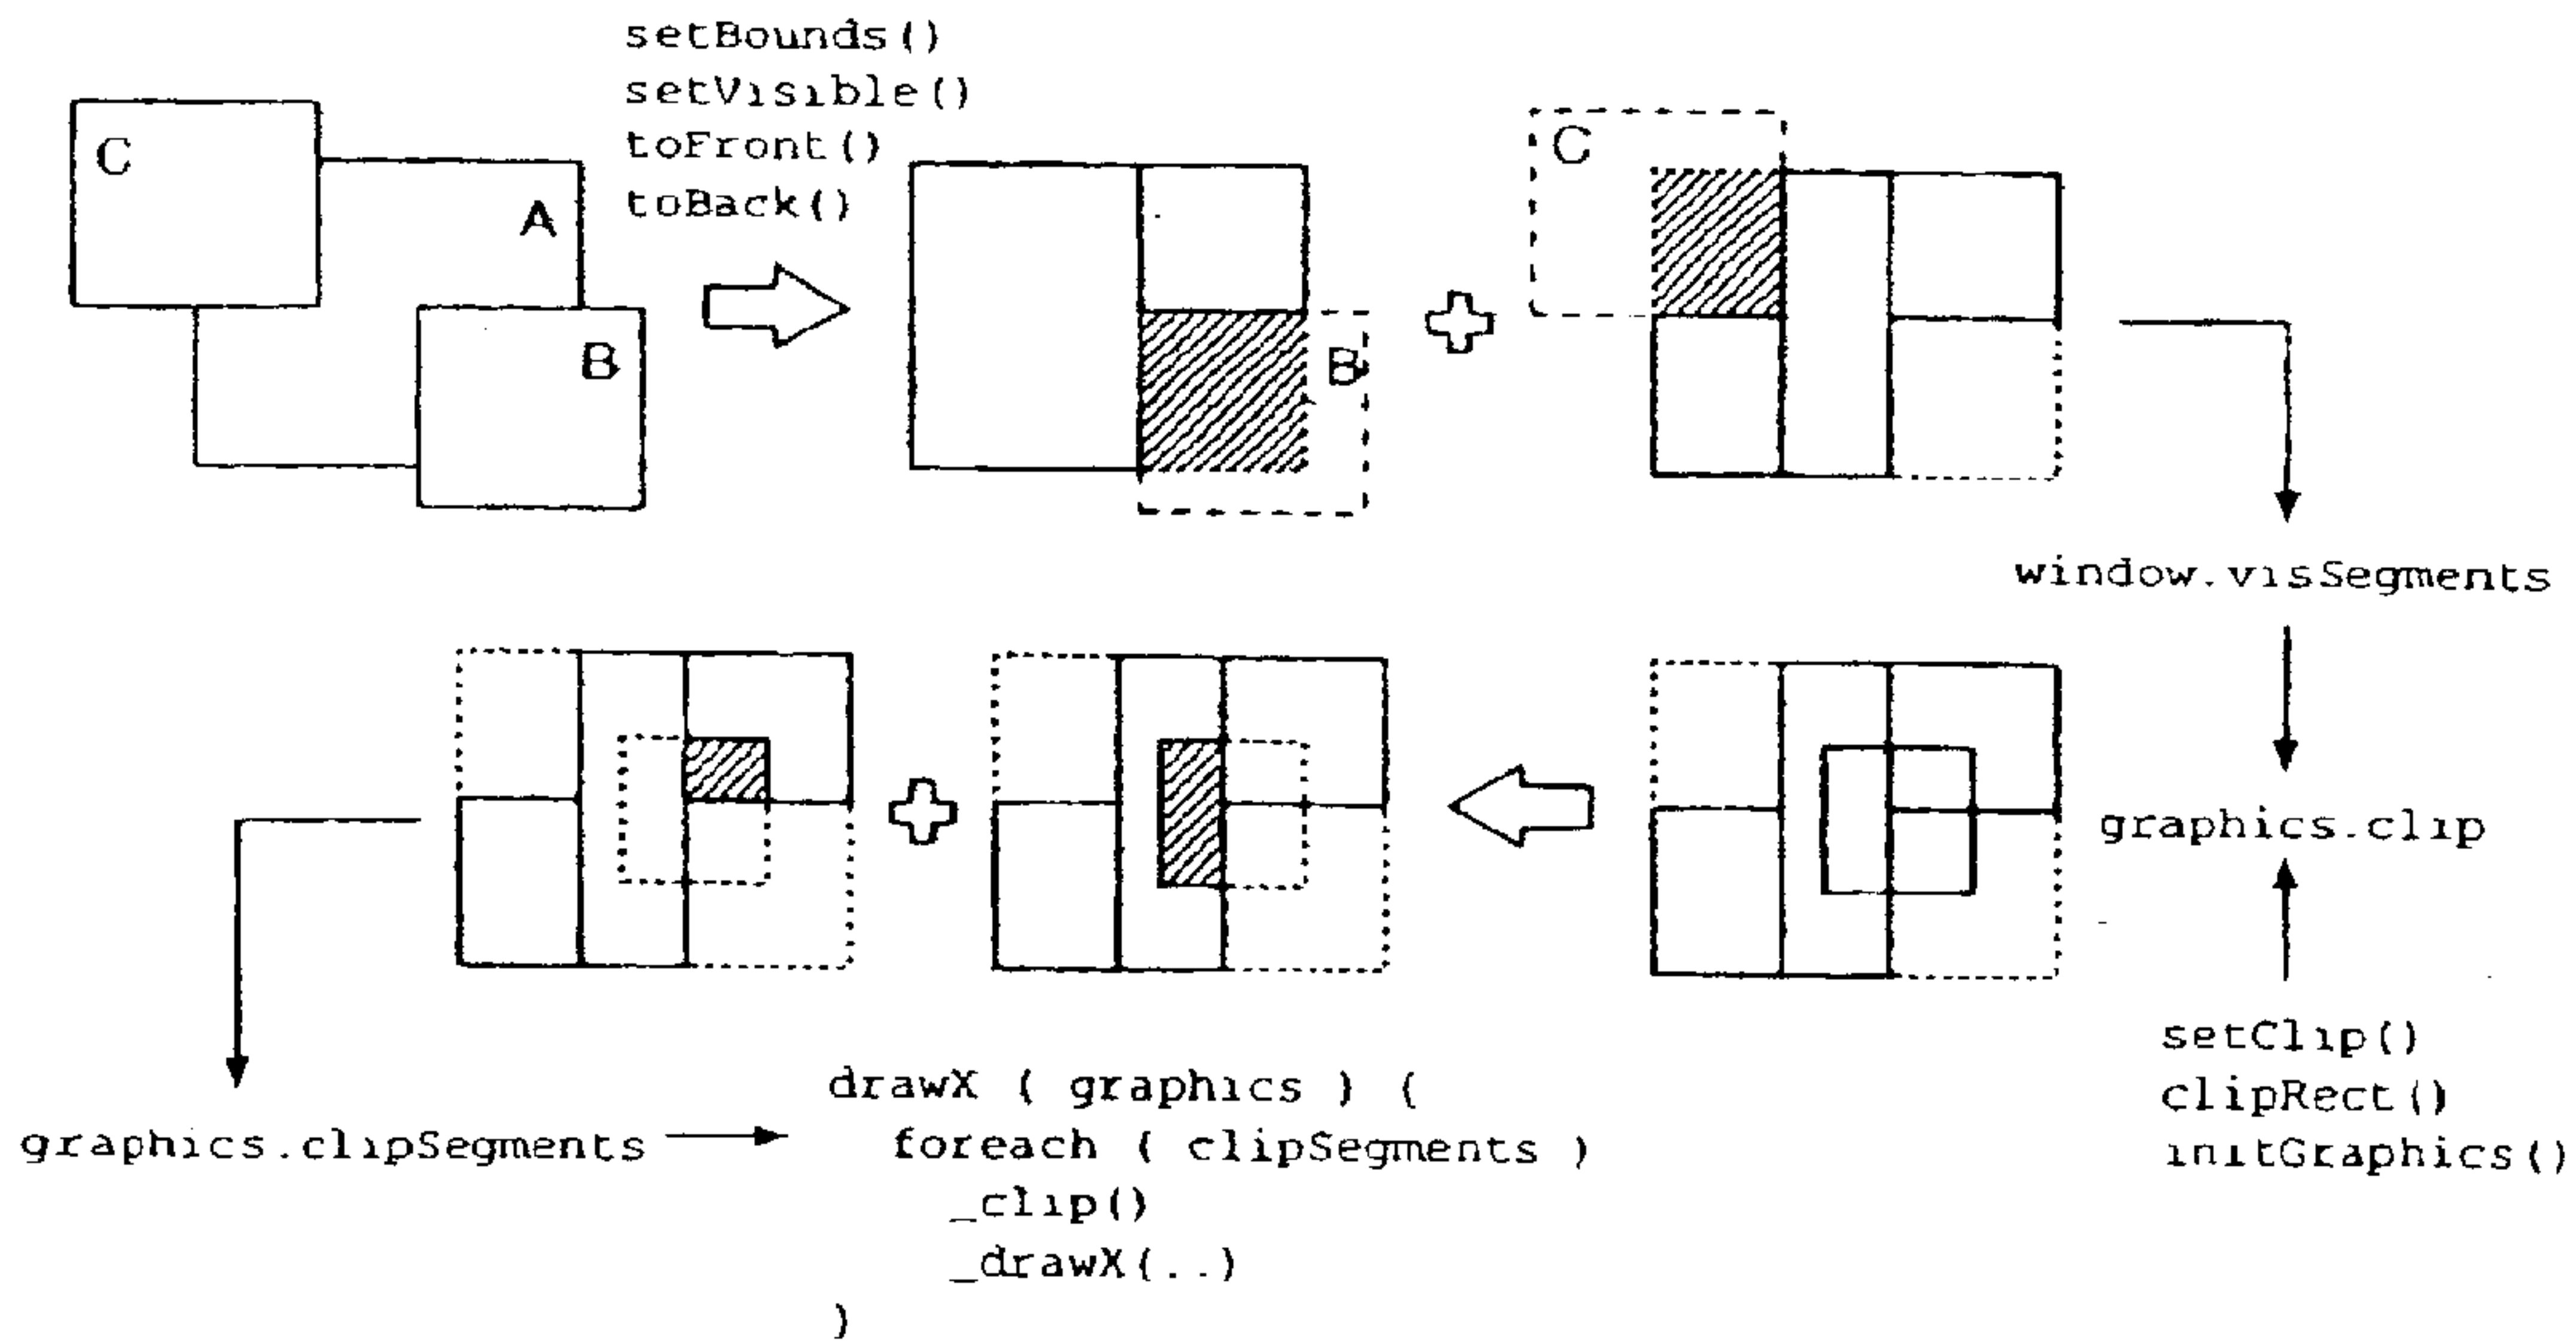 setBounds()
setVisible()
toFront()
toBack()
C
A
B
B
C
window.visSegments
graphics.clip
setClip()
clipRect()
initGraphics()
graphics.clipSegments
drawX ( graphics ) (
foreach ( clipSegments )
_clip()
_drawX(..)
)